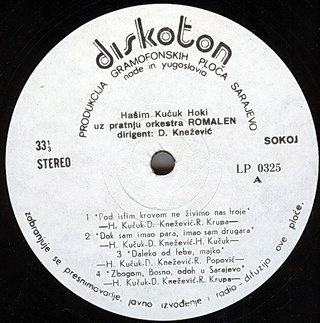 diskoton
PRODUKCIJA GRAMOFONSKIH PLOČA SARAJEVO
made in yugoslavia
Hašim Kučuk Hoki
uz pratnju orkestra ROMALEN
dirigent: D. Knežević
33⅓
STEREO
SOKOJ
LP 0325
A
1 "Pod istim krovom ne živimo nas troje"
—H. Kučuk-D. Knežević-R. Krupa—
2 "Dok sam imao para, imao sam drugara"
—H. Kučuk-D. Knežević-H. Kučuk—
3 "Daleko od tebe, majko"
—H. Kučuk-D. Knežević-R. Popović—
4 "Zbogom, Bosno, odoh u Sarajevo"
—H. Kučuk-D. Knežević-R. Krupa—
zabranjuje se presnimavanje, javno izvođenje i radio-difuzija ove ploče.